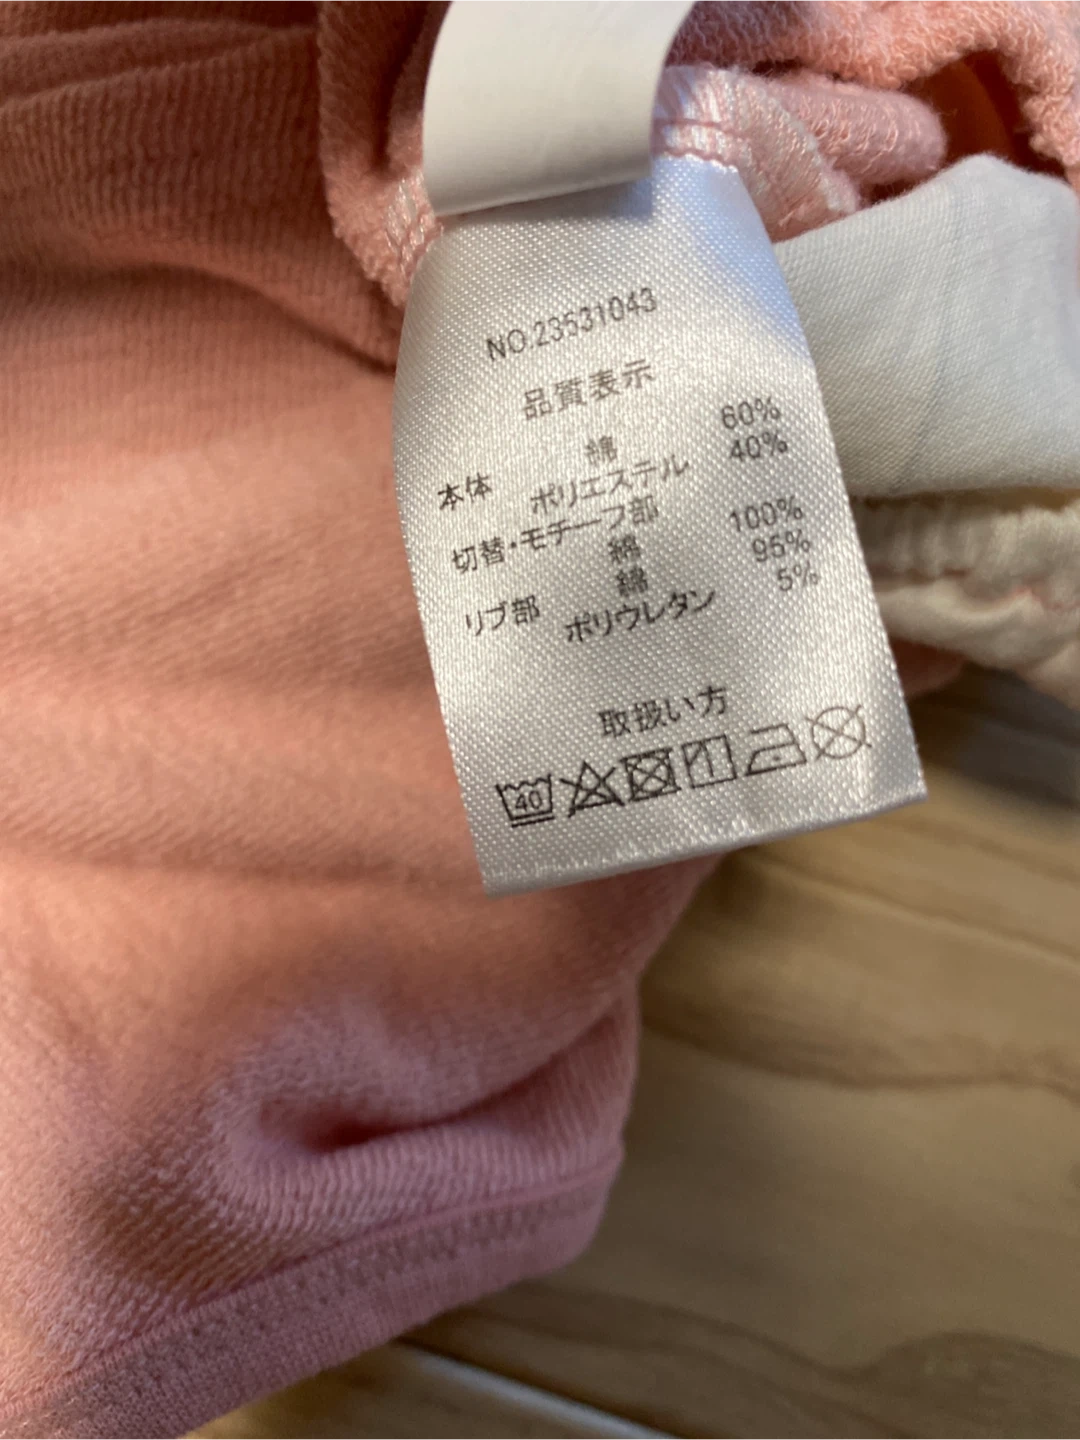 NO.23531043
品質表示
本体 綿 60%
ポリエステル 40%
切替・モチーフ部
綿 100%
リブ部 綿 95%
ポリウレタン 5%
取扱い方
40